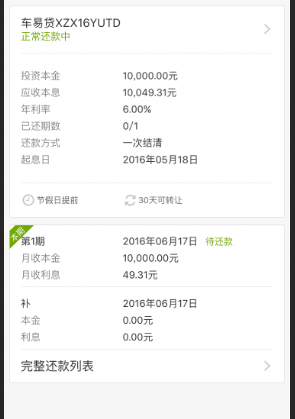 车易贷XZX16YUTD
正常还款中
投资本金 10,000.00元
应收本息 10,049.31元
年利率 6.00%
已还期数 0/1
还款方式 一次结清
起息日 2016年05月18日
节假日提前 30天可转让
本期
第1期 2016年06月17日 待还款
月收本金 10,000.00元
月收利息 49.31元
补 2016年06月17日
本金 0.00元
利息 0.00元
完整还款列表